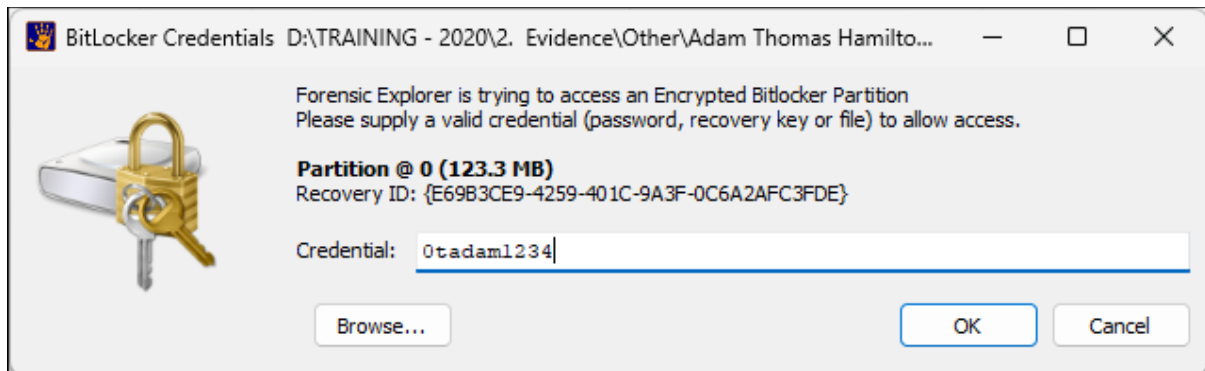 BitLocker Credentials D:\TRAINING - 2020\2. Evidence\Other\Adam Thomas Hamilto...
Forensic Explorer is trying to access an Encrypted Bitlocker Partition
Please supply a valid credential (password, recovery key or file) to allow access.
Partition @ 0 (123.3 MB)
Recovery ID: {E69B3CE9-4259-401C-9A3F-0C6A2AFC3FDE}
Credential: 0tadam1234
Browse... OK Cancel